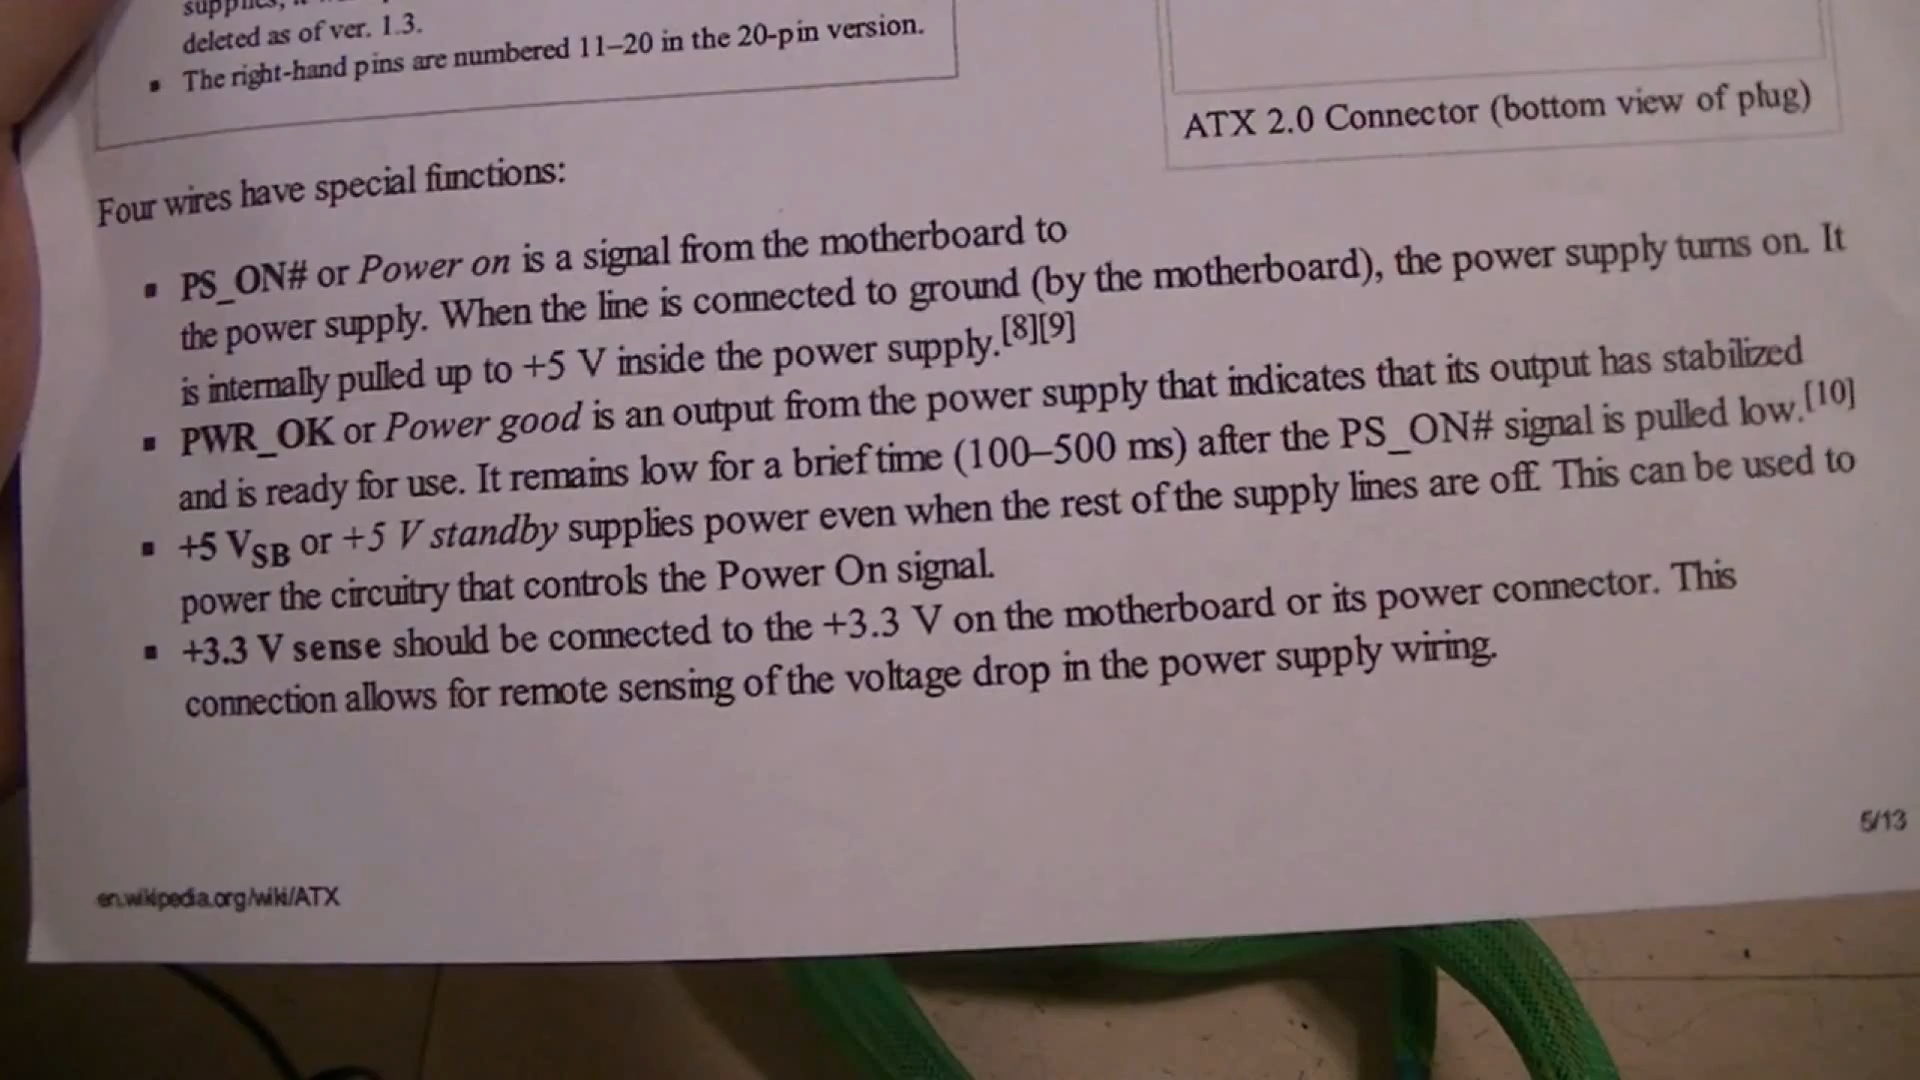 supplies, it
deleted as of ver. 1.3.
▪ The right-hand pins are numbered 11–20 in the 20-pin version.
ATX 2.0 Connector (bottom view of plug)
Four wires have special functions:
▪ PS_ON# or Power on is a signal from the motherboard to
the power supply. When the line is connected to ground (by the motherboard), the power supply turns on. It
is internally pulled up to +5 V inside the power supply.[8][9]
▪ PWR_OK or Power good is an output from the power supply that indicates that its output has stabilized
and is ready for use. It remains low for a brief time (100–500 ms) after the PS_ON# signal is pulled low.[10]
▪ +5 VSB or +5 V standby supplies power even when the rest of the supply lines are off. This can be used to
power the circuitry that controls the Power On signal.
▪ +3.3 V sense should be connected to the +3.3 V on the motherboard or its power connector. This
connection allows for remote sensing of the voltage drop in the power supply wiring.
5/13
en.wikipedia.org/wiki/ATX